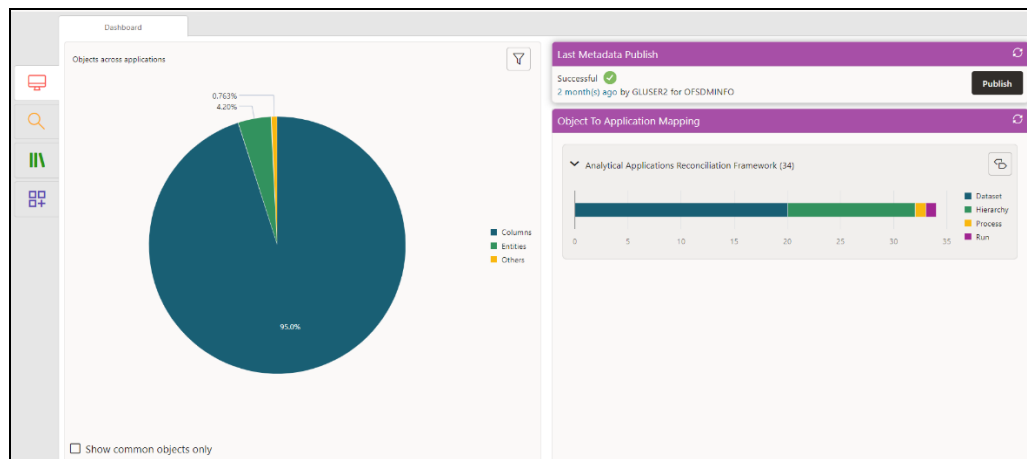 Dashboard
Objects across applications
0.763%
4.20%
95.0%
Columns
Entities
Others
Show common objects only
Last Metadata Publish
Successful
2 month(s) ago by GLUSER2 for OFSDMINFO
Publish
Object To Application Mapping
Analytical Applications Reconciliation Framework (34)
Dataset
Hierarchy
Process
Run
0 5 10 15 20 25 30 35